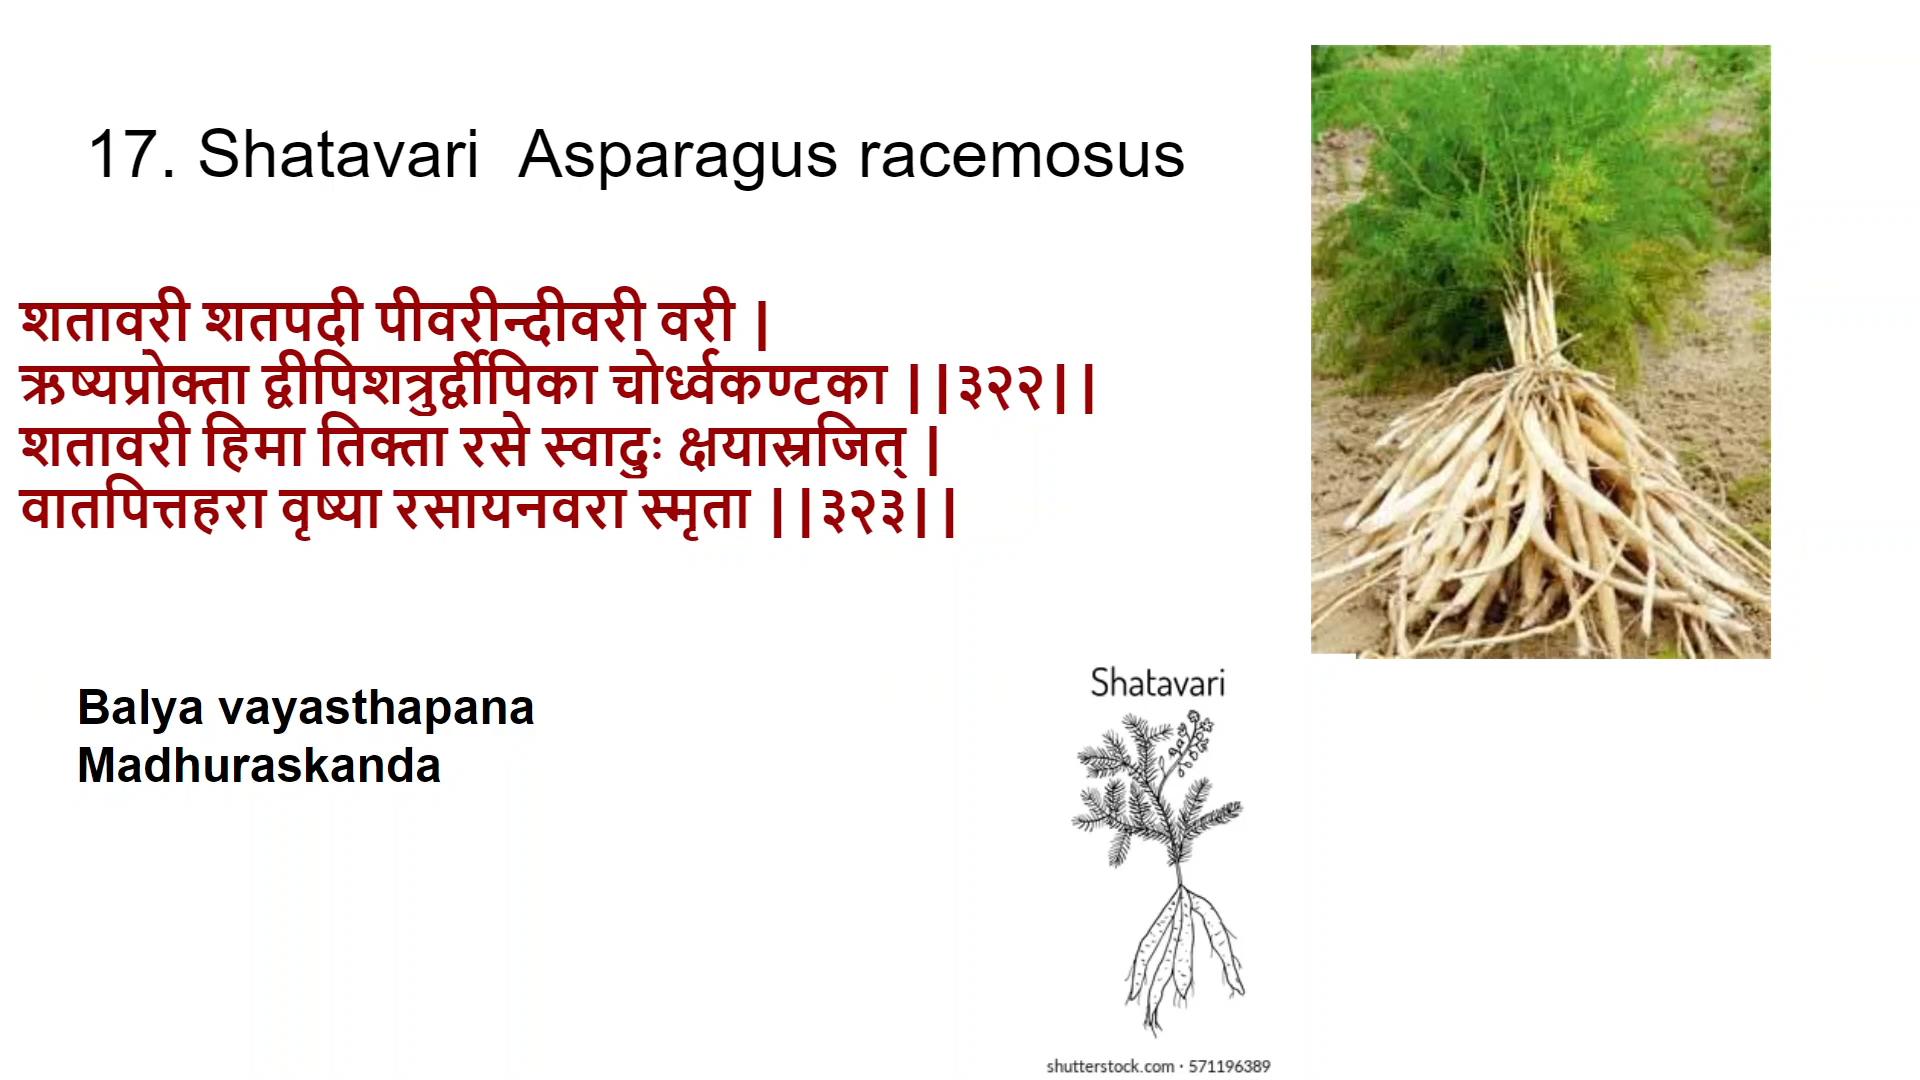 17. Shatavari  Asparagus racemosus
शतावरी शतपदी पीवरीन्दीवरी वरी |
ऋष्यप्रोक्ता द्वीपिशत्रुर्द्वीपिका चोर्ध्वकण्टका ||३२२||
शतावरी हिमा तिक्ता रसे स्वादुः क्षयास्रजित् |
वातपित्तहरा वृष्या रसायनवरा स्मृता ||३२३||
Balya vayasthapana
Madhuraskanda
Shatavari
shutterstock.com · 571196389